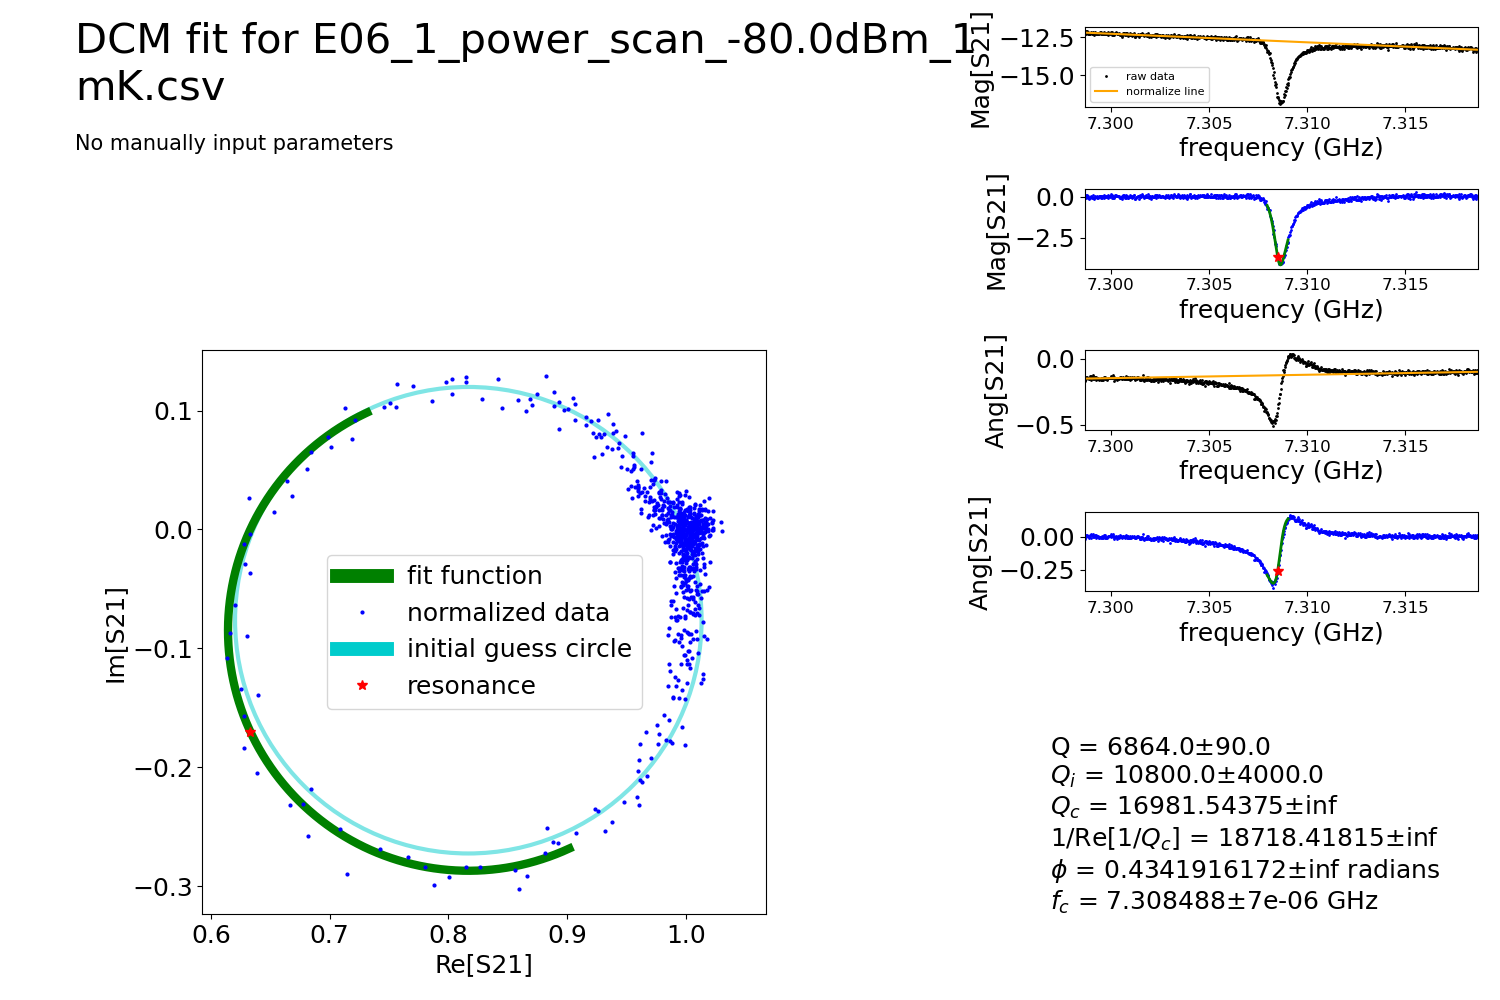 DCM fit for E06_1_power_scan_-80.0dBm_1
mK.csv
No manually input parameters
Mag[S21]
−12.5
−15.0
raw data
normalize line
7.300 7.305 7.310 7.315
frequency (GHz)
Mag[S21]
0.0
−2.5
7.300 7.305 7.310 7.315
frequency (GHz)
Ang[S21]
0.0
−0.5
7.300 7.305 7.310 7.315
frequency (GHz)
Ang[S21]
0.00
−0.25
7.300 7.305 7.310 7.315
frequency (GHz)
Im[S21]
0.1
0.0
−0.1
−0.2
−0.3
fit function
normalized data
initial guess circle
resonance
0.6 0.7 0.8 0.9 1.0
Re[S21]
Q = 6864.0±90.0
Q_i = 10800.0±4000.0
Q_c = 16981.54375±inf
1/Re[1/Q_c] = 18718.41815±inf
ϕ = 0.4341916172±inf radians
f_c = 7.308488±7e-06 GHz